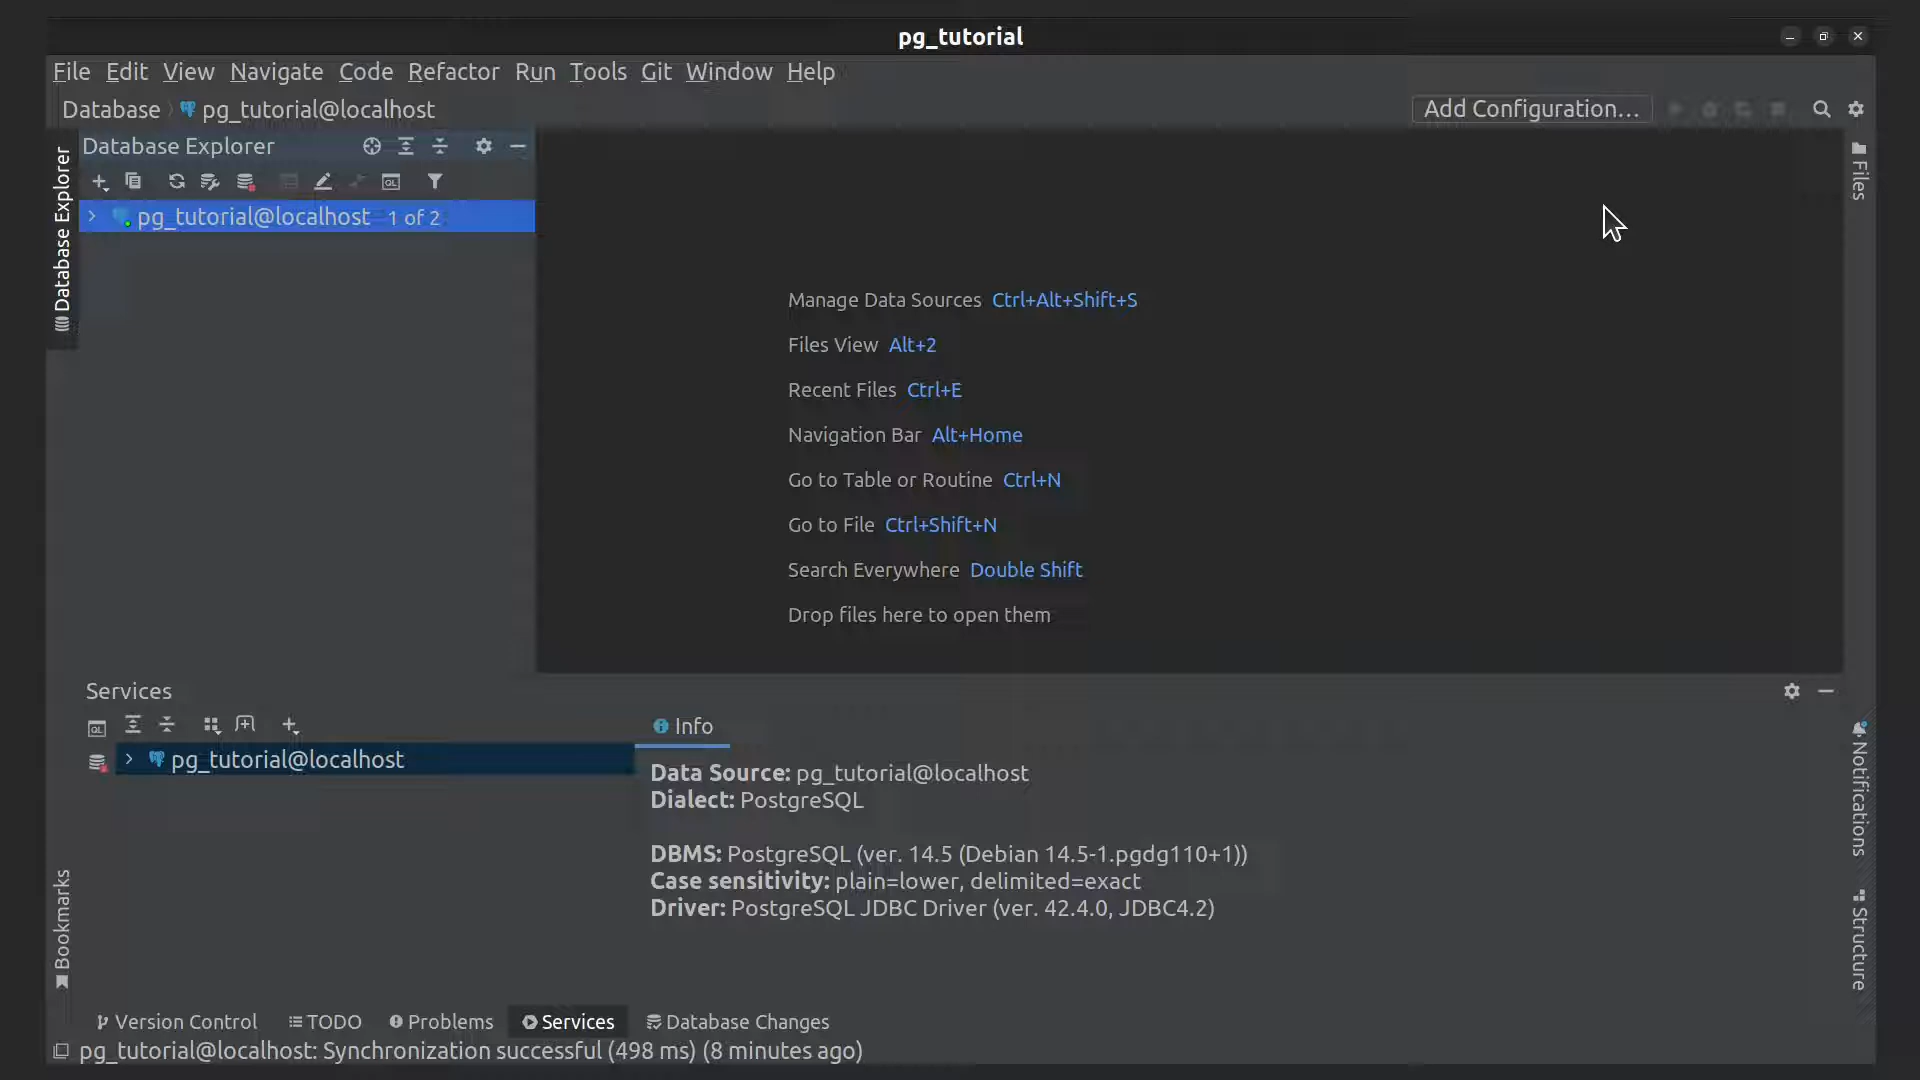 pg_tutorial
File Edit View Navigate Code Refactor Run Tools Git Window Help
Database pg_tutorial@localhost
Add Configuration...
Database Explorer
Database Explorer
Files
pg_tutorial@localhost 1 of 2
Manage Data Sources Ctrl+Alt+Shift+S
Files View Alt+2
Recent Files Ctrl+E
Navigation Bar Alt+Home
Go to Table or Routine Ctrl+N
Go to File Ctrl+Shift+N
Search Everywhere Double Shift
Drop files here to open them
Services
Info
pg_tutorial@localhost
Data Source: pg_tutorial@localhost
Dialect: PostgreSQL
DBMS: PostgreSQL (ver. 14.5 (Debian 14.5-1.pgdg110+1))
Case sensitivity: plain=lower, delimited=exact
Driver: PostgreSQL JDBC Driver (ver. 42.4.0, JDBC4.2)
Notifications
Structure
Bookmarks
Version Control TODO Problems Services Database Changes
pg_tutorial@localhost: Synchronization successful (498 ms) (8 minutes ago)